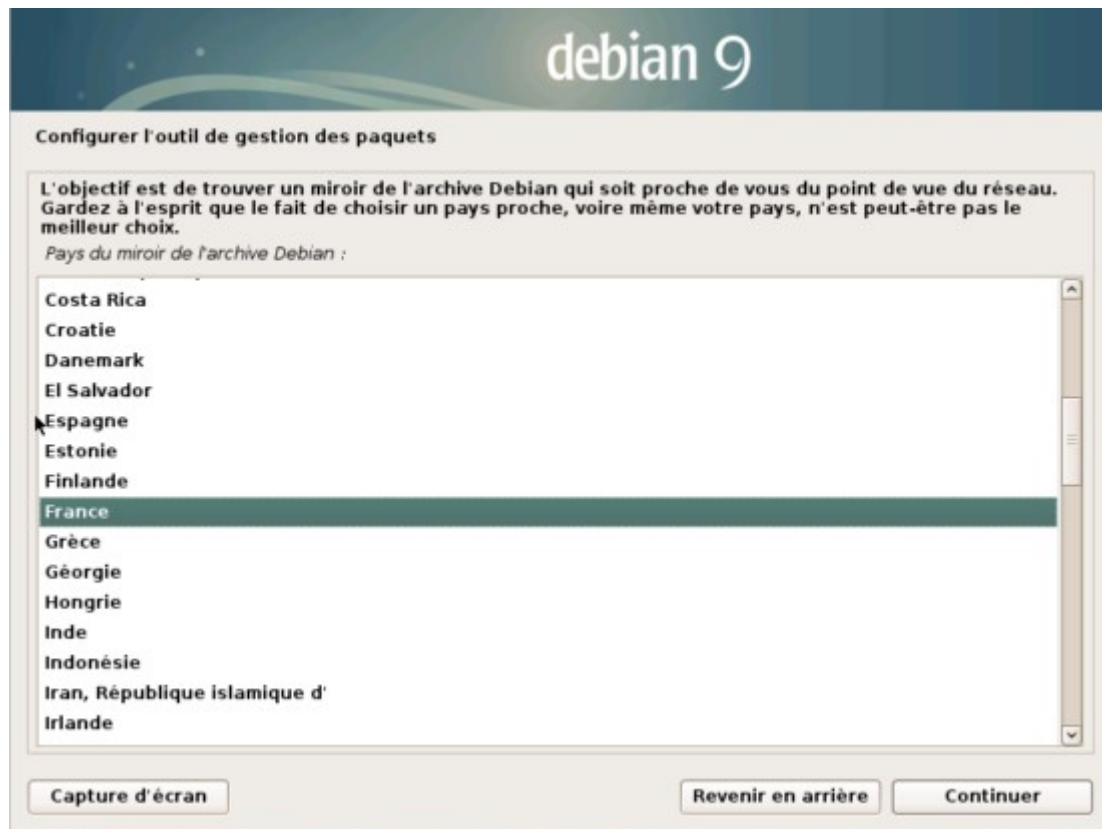 debian 9
Configurer l'outil de gestion des paquets
L'objectif est de trouver un miroir de l'archive Debian qui soit proche de vous du point de vue du réseau.
Gardez à l'esprit que le fait de choisir un pays proche, voire même votre pays, n'est peut-être pas le
meilleur choix.
Pays du miroir de l'archive Debian :
Costa Rica
Croatie
Danemark
El Salvador
Espagne
Estonie
Finlande
France
Grèce
Géorgie
Hongrie
Inde
Indonésie
Iran, République islamique d'
Irlande
Capture d'écran
Revenir en arrière
Continuer